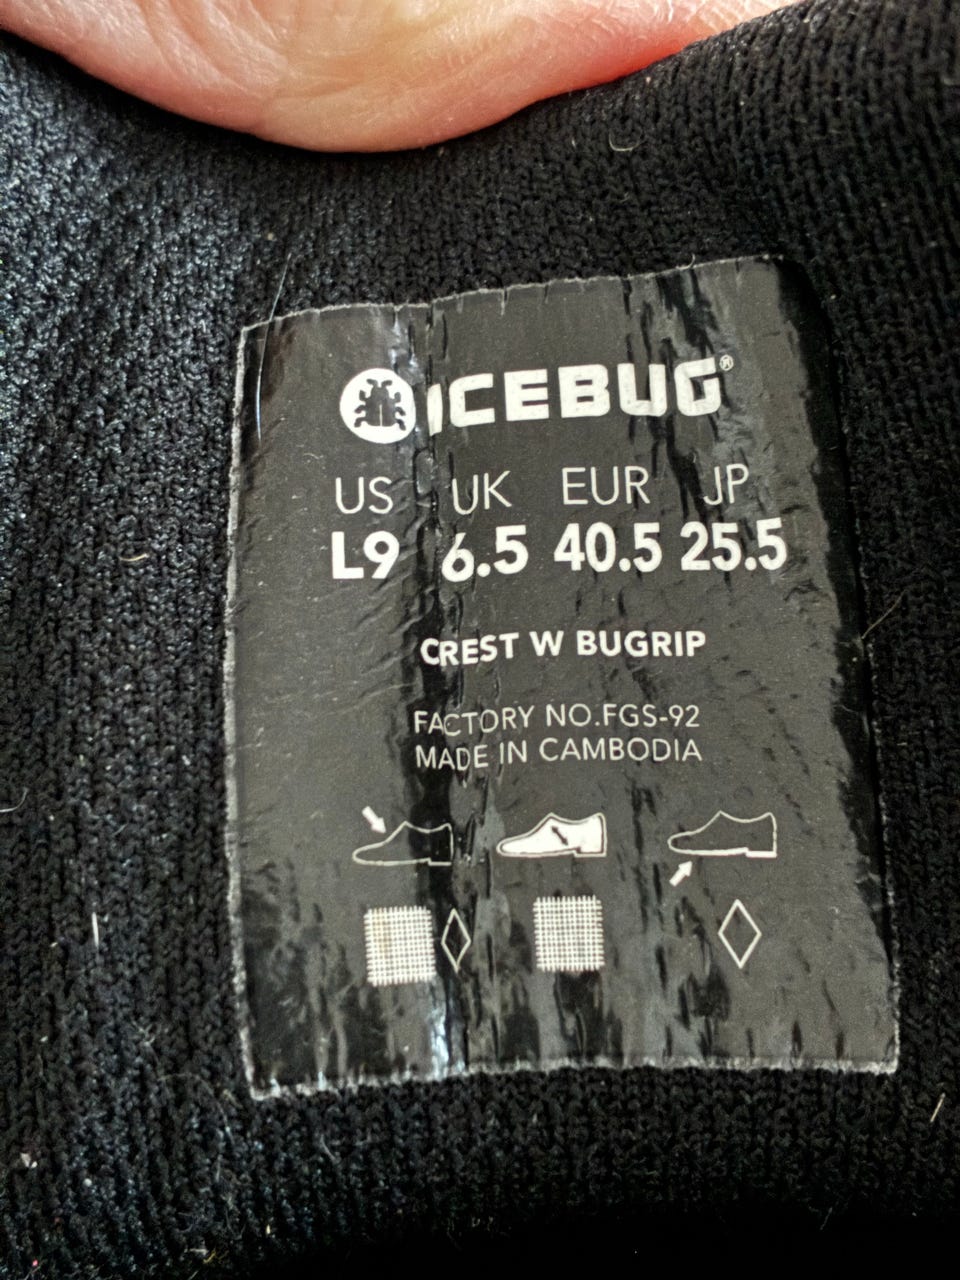 ICEBUG®
US UK EUR JP
L9 6.5 40.5 25.5
CREST W BUGRIP
FACTORY NO.FGS-92
MADE IN CAMBODIA